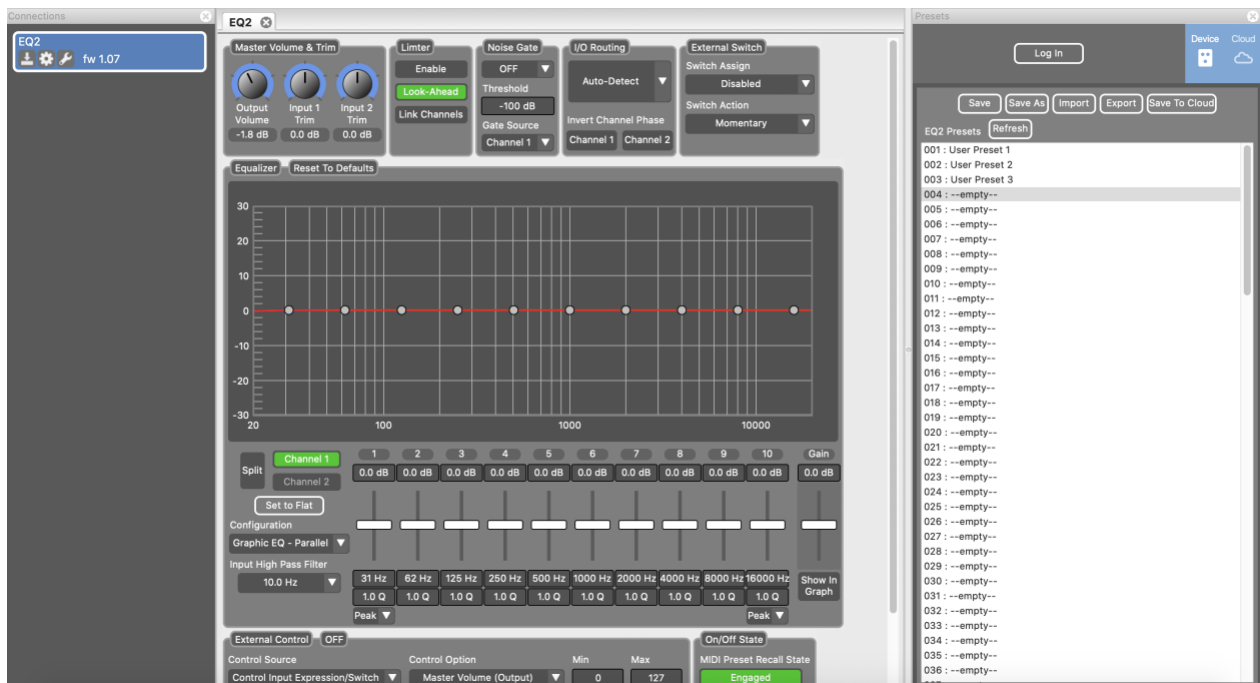 Connections
EQ2
fw 1.07
EQ2
Master Volume & Trim
Output Volume
Input 1 Trim
Input 2 Trim
-1.8 dB
0.0 dB
0.0 dB
Limter
Enable
Look-Ahead
Link Channels
Noise Gate
OFF
Threshold
-100 dB
Gate Source
Channel 1
I/O Routing
Auto-Detect
Invert Channel Phase
Channel 1
Channel 2
External Switch
Switch Assign
Disabled
Switch Action
Momentary
Equalizer
Reset To Defaults
30
20
10
0
-10
-20
-30
20
100
1000
10000
Split
Channel 1
Channel 2
Set to Flat
Configuration
Graphic EQ - Parallel
Input High Pass Filter
10.0 Hz
1 2 3 4 5 6 7 8 9 10 Gain
0.0 dB 0.0 dB 0.0 dB 0.0 dB 0.0 dB 0.0 dB 0.0 dB 0.0 dB 0.0 dB 0.0 dB 0.0 dB
31 Hz 62 Hz 125 Hz 250 Hz 500 Hz 1000 Hz 2000 Hz 4000 Hz 8000 Hz 16000 Hz
1.0 Q 1.0 Q 1.0 Q 1.0 Q 1.0 Q 1.0 Q 1.0 Q 1.0 Q 1.0 Q 1.0 Q
Show In
Graph
Peak
Peak
External Control
OFF
Control Source
Control Option
Min
Max
Control Input Expression/Switch
Master Volume (Output)
0
127
On/Off State
MIDI Preset Recall State
Engaged
Presets
Log In
Device
Cloud
Save
Save As
Import
Export
Save To Cloud
EQ2 Presets
Refresh
001 : User Preset 1
002 : User Preset 2
003 : User Preset 3
004 : --empty--
005 : --empty--
006 : --empty--
007 : --empty--
008 : --empty--
009 : --empty--
010 : --empty--
011 : --empty--
012 : --empty--
013 : --empty--
014 : --empty--
015 : --empty--
016 : --empty--
017 : --empty--
018 : --empty--
019 : --empty--
020 : --empty--
021 : --empty--
022 : --empty--
023 : --empty--
024 : --empty--
025 : --empty--
026 : --empty--
027 : --empty--
028 : --empty--
029 : --empty--
030 : --empty--
031 : --empty--
032 : --empty--
033 : --empty--
034 : --empty--
035 : --empty--
036 : --empty--